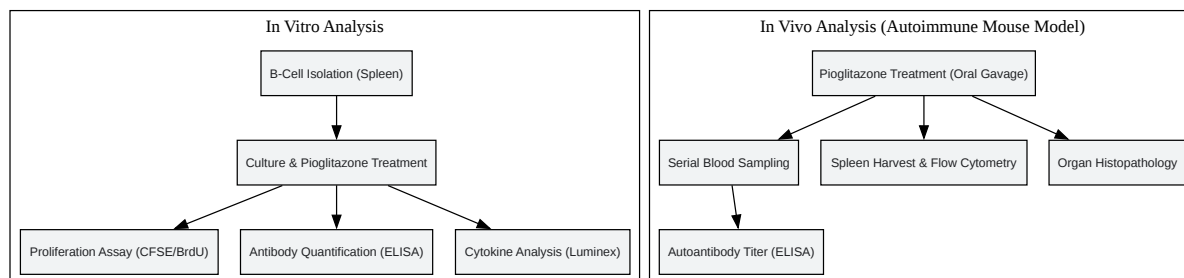 In Vitro Analysis
B-Cell Isolation (Spleen)
Culture & Pioglitazone Treatment
Proliferation Assay (CFSE/BrdU)
Antibody Quantification (ELISA)
Cytokine Analysis (Luminex)
In Vivo Analysis (Autoimmune Mouse Model)
Pioglitazone Treatment (Oral Gavage)
Serial Blood Sampling
Spleen Harvest & Flow Cytometry
Organ Histopathology
Autoantibody Titer (ELISA)